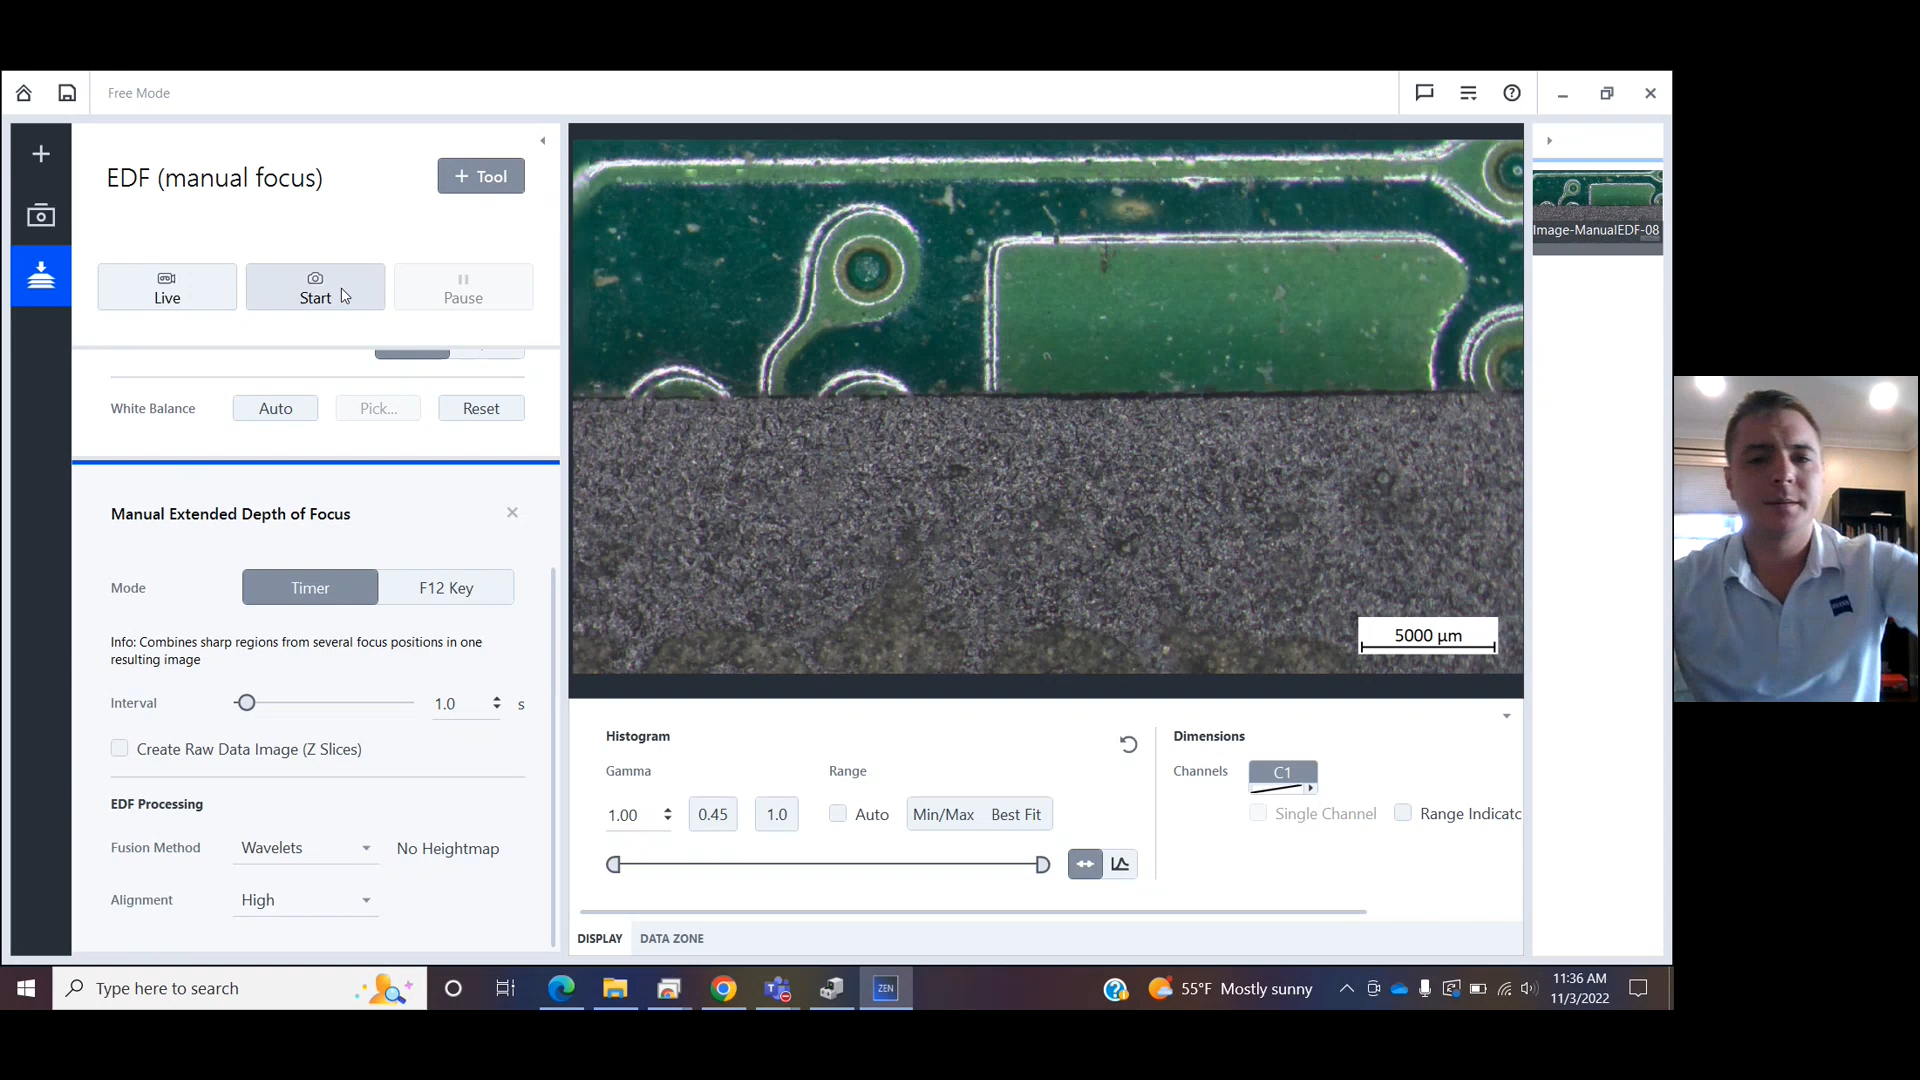 Free Mode
EDF (manual focus)
+ Tool
Live
Start
Pause
White Balance
Auto
Pick...
Reset
Manual Extended Depth of Focus
Mode
Timer
F12 Key
Info: Combines sharp regions from several focus positions in one
resulting image
Interval
1.0
s
Create Raw Data Image (Z Slices)
EDF Processing
Fusion Method
Wavelets
No Heightmap
Alignment
High
5000 µm
Image-ManualEDF-08
Histogram
Gamma
Range
1.00
0.45
1.0
Auto
Min/Max
Best Fit
Dimensions
Channels
C1
Single Channel
Range Indicatc
DISPLAY
DATA ZONE
Type here to search
ZEN
55°F Mostly sunny
11:36 AM
11/3/2022